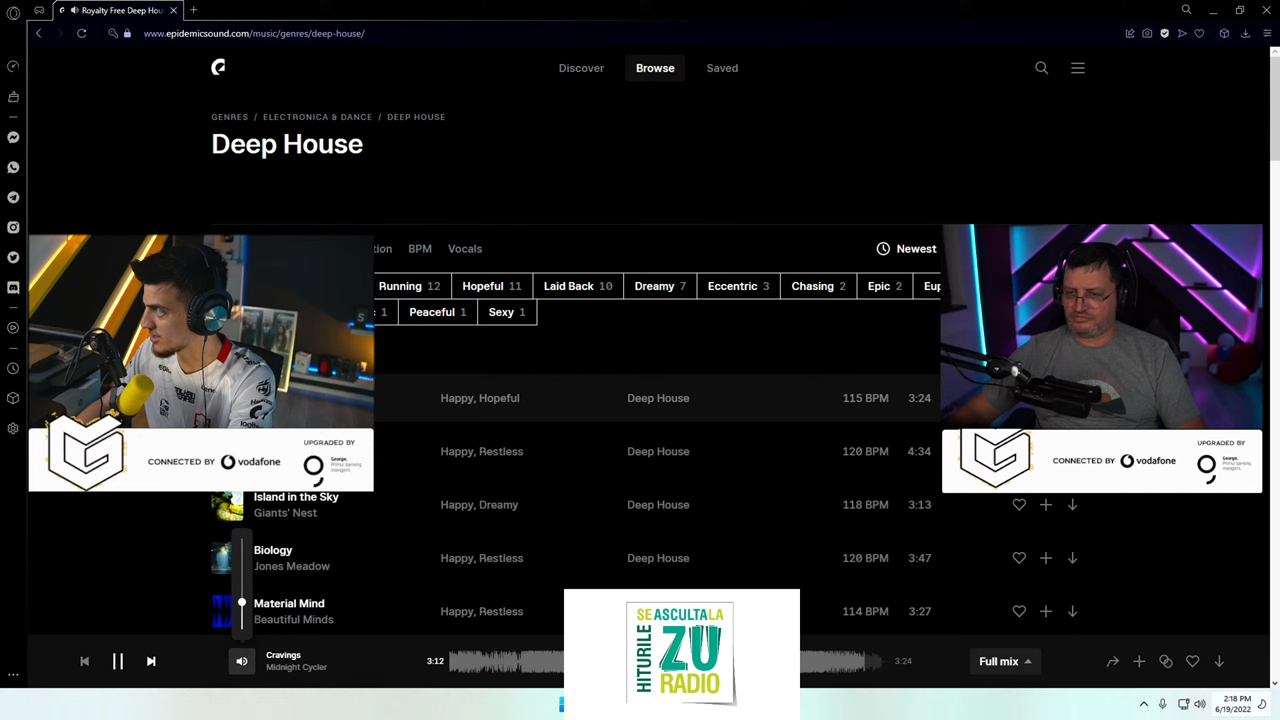 Royalty Free Deep Hou
www.epidemicsound.com/music/genres/deep-house/
Discover Browse Saved
GENRES / ELECTRONICA & DANCE / DEEP HOUSE
Deep House
BPM Vocals Newest
Running 12 Hopeful 11 Laid Back 10 Dreamy 7 Eccentric 3 Chasing 2 Epic 2
1 Peaceful 1 Sexy 1
Happy, Hopeful Deep House 115 BPM 3:24
Happy, Restless Deep House 120 BPM 4:34
CONNECTED BY vodafone
UPGRADED BY
George.
CONNECTED BY vodafone
UPGRADED BY
George.
Island in the Sky
Giants' Nest
Happy, Dreamy Deep House 118 BPM 3:13
Biology
Jones Meadow
Happy, Restless Deep House 120 BPM 3:47
Material Mind
Beautiful Minds
Happy, Restless 114 BPM 3:27
SE ASCULTA LA
HITURILE
ZU
RADIO
Cravings
Midnight Cycler
3:12 3:24 Full mix
2:18 PM
6/19/2022